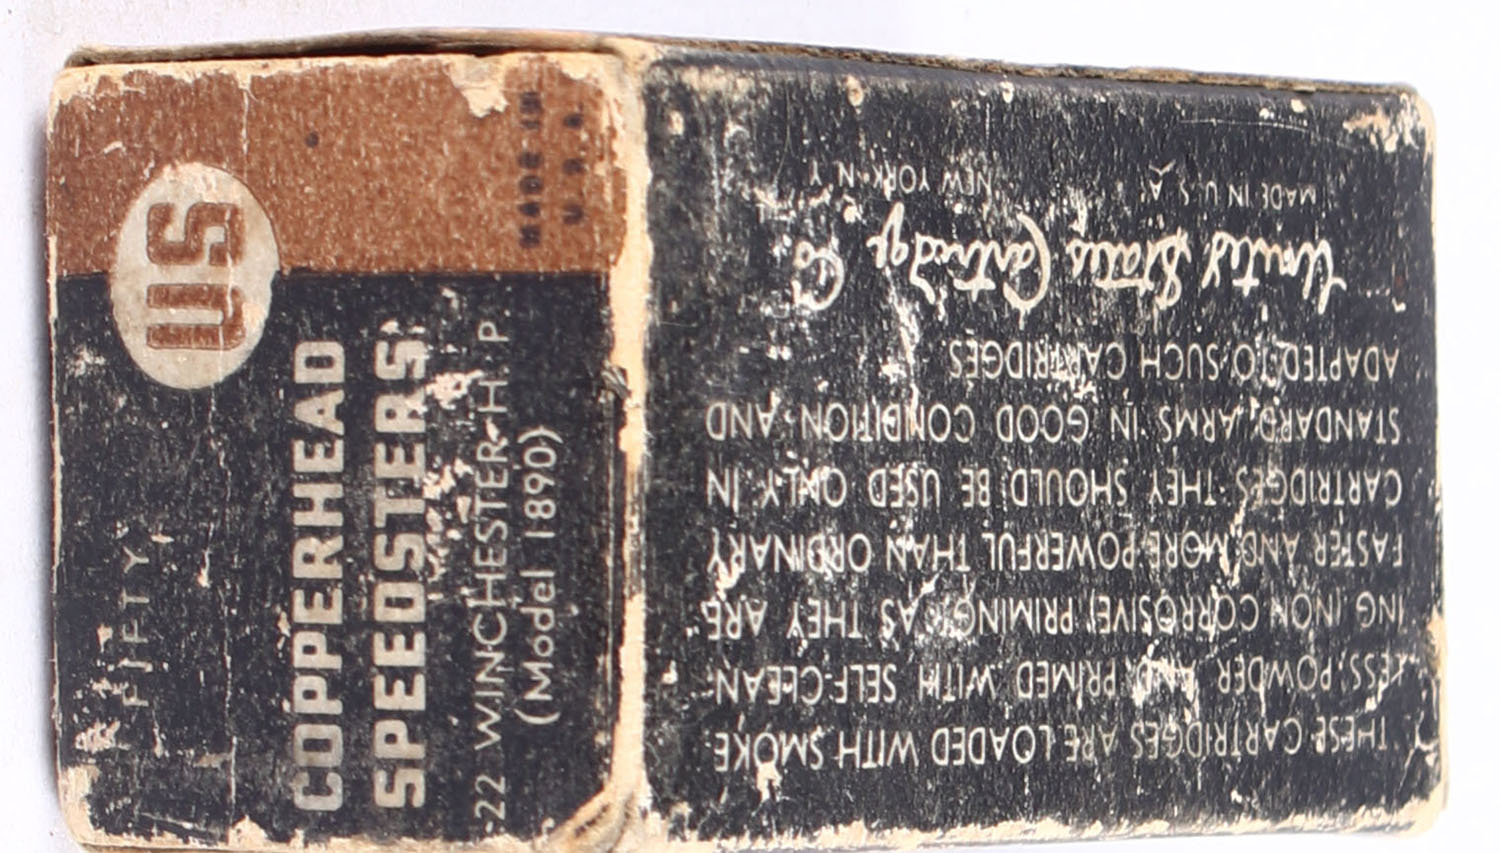 FIFTY
US
COPPERHEAD
SPEEDSTERS
.22 WINCHESTER H. P.
(Model 1890)
MADE IN
U. S. A.
THESE CARTRIDGES ARE LOADED WITH SMOKE-
LESS POWDER AND PRIMED WITH SELF-CLEAN-
ING (NON CORROSIVE) PRIMING. AS THEY ARE
FASTER AND MORE POWERFUL THAN ORDINARY
CARTRIDGES THEY SHOULD BE USED ONLY IN
STANDARD ARMS IN GOOD CONDITION AND
ADAPTED TO SUCH CARTRIDGES
United States Cartridge Co.
MADE IN U. S. A. NEW YORK N Y